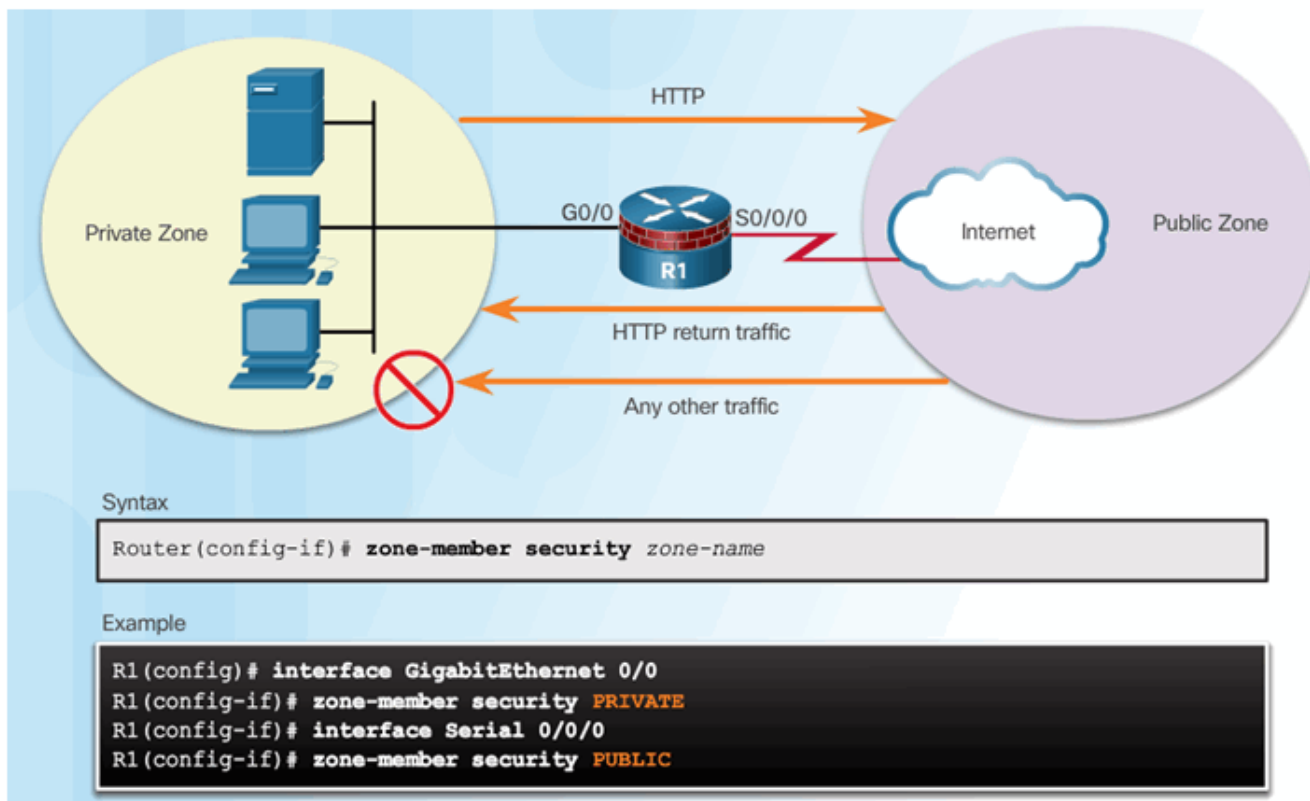 HTTP
Private Zone
G0/0
S0/0/0
R1
Internet
Public Zone
HTTP return traffic
Any other traffic
Syntax
Router(config-if)# zone-member security zone-name
Example
R1(config)# interface GigabitEthernet 0/0
R1(config-if)# zone-member security PRIVATE
R1(config-if)# interface Serial 0/0/0
R1(config-if)# zone-member security PUBLIC